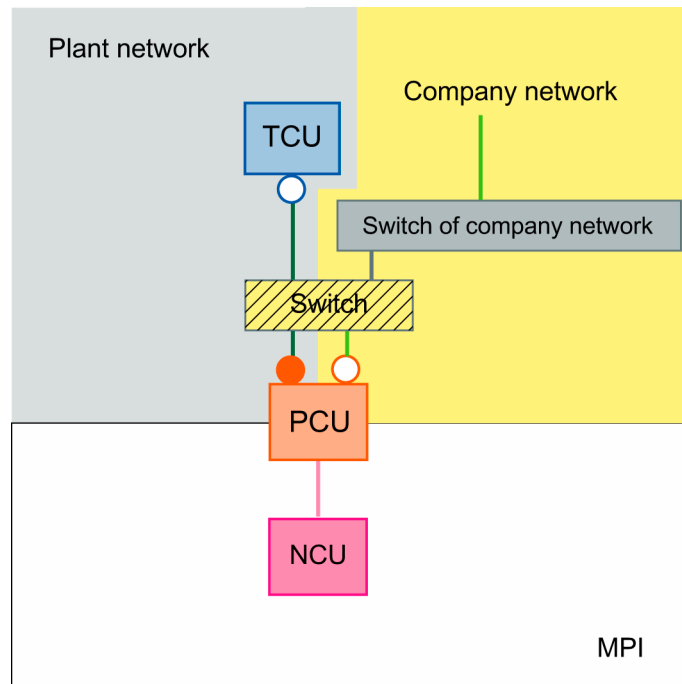 Plant network
Company network
TCU
Switch of company network
Switch
PCU
NCU
MPI